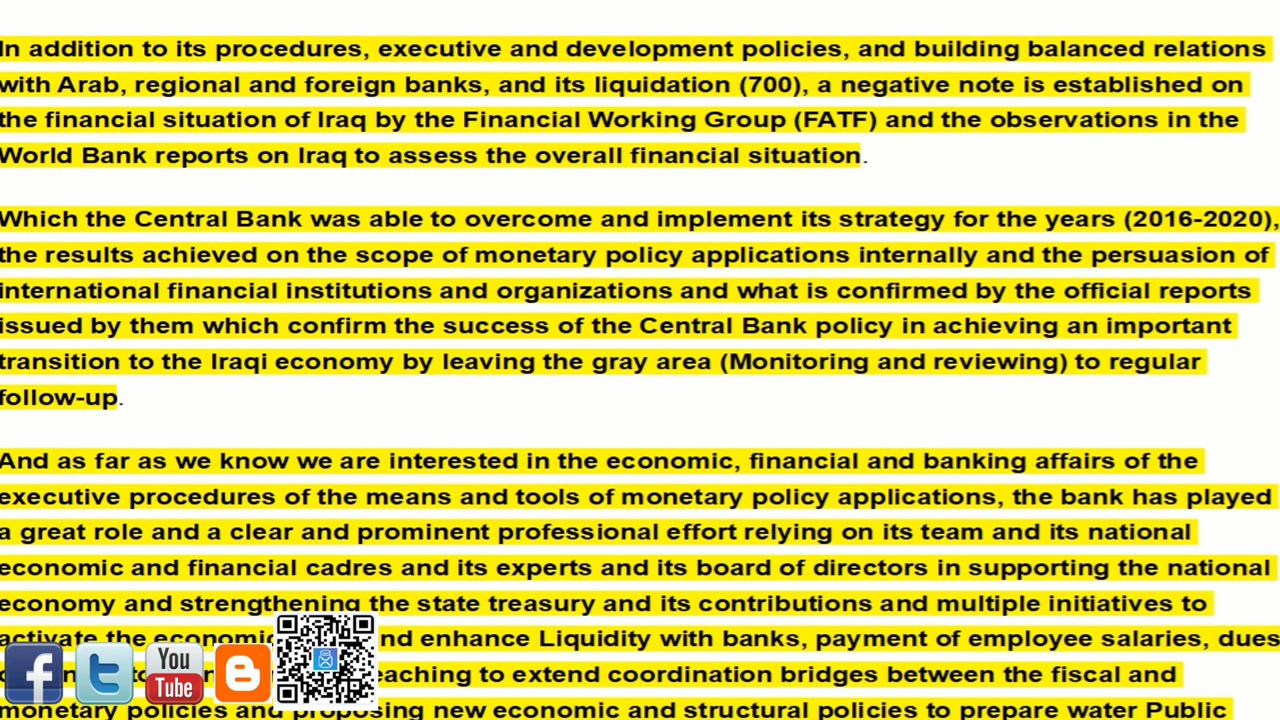 In addition to its procedures, executive and development policies, and building balanced relations
with Arab, regional and foreign banks, and its liquidation (700), a negative note is established on
the financial situation of Iraq by the Financial Working Group (FATF) and the observations in the
World Bank reports on Iraq to assess the overall financial situation.
Which the Central Bank was able to overcome and implement its strategy for the years (2016-2020),
the results achieved on the scope of monetary policy applications internally and the persuasion of
international financial institutions and organizations and what is confirmed by the official reports
issued by them which confirm the success of the Central Bank policy in achieving an important
transition to the Iraqi economy by leaving the gray area (Monitoring and reviewing) to regular
follow-up.
And as far as we know we are interested in the economic, financial and banking affairs of the
executive procedures of the means and tools of monetary policy applications, the bank has played
a great role and a clear and prominent professional effort relying on its team and its national
economic and financial cadres and its experts and its board of directors in supporting the national
economy and strengthening the state treasury and its contributions and multiple initiatives to
activate the economic nd enhance Liquidity with banks, payment of employee salaries, dues
eaching to extend coordination bridges between the fiscal and
monetary policies and proposing new economic and structural policies to prepare water Public
You
Tube